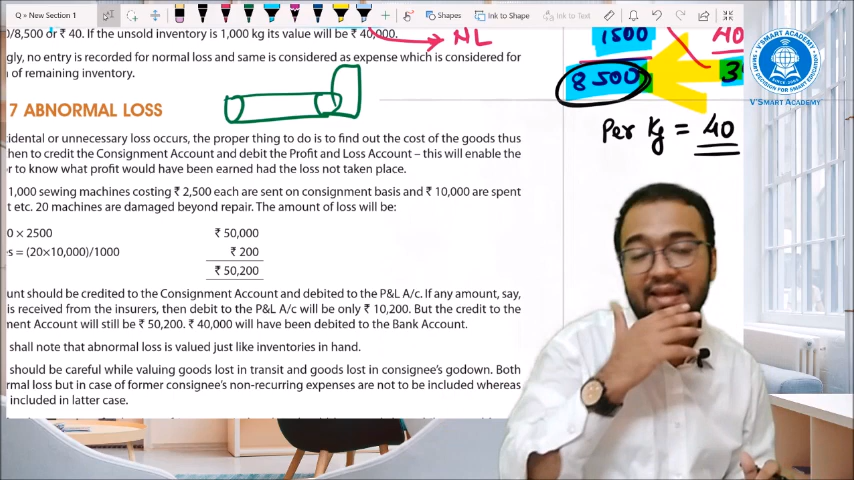 Q » New Section 1
Shapes
Ink to Shape
Ink to Text
)/8,500 or ₹ 40. If the unsold inventory is 1,000 kg its value will be ₹ 40,000.
NL
gly, no entry is recorded for normal loss and same is considered as expense which is considered for
n of remaining inventory.
7 ABNORMAL LOSS
cidental or unnecessary loss occurs, the proper thing to do is to find out the cost of the goods thus
hen to credit the Consignment Account and debit the Profit and Loss Account – this will enable the
r to know what profit would have been earned had the loss not taken place.
1,000 sewing machines costing ₹ 2,500 each are sent on consignment basis and ₹ 10,000 are spent
t etc. 20 machines are damaged beyond repair. The amount of loss will be:
0 × 2500 ₹ 50,000
es = (20×10,000)/1000 ₹ 200
₹ 50,200
unt should be credited to the Consignment Account and debited to the P&L A/c. If any amount, say,
is received from the insurers, then debit to the P&L A/c will be only ₹ 10,200. But the credit to the
ment Account will still be ₹ 50,200. ₹ 40,000 will have been debited to the Bank Account.
shall note that abnormal loss is valued just like inventories in hand.
should be careful while valuing goods lost in transit and goods lost in consignee's godown. Both
rmal loss but in case of former consignee's non-recurring expenses are not to be included whereas
included in latter case.
1500
40
8500
3
Per Kg = 40
V'SMART ACADEMY
V'SMART ACADEMY